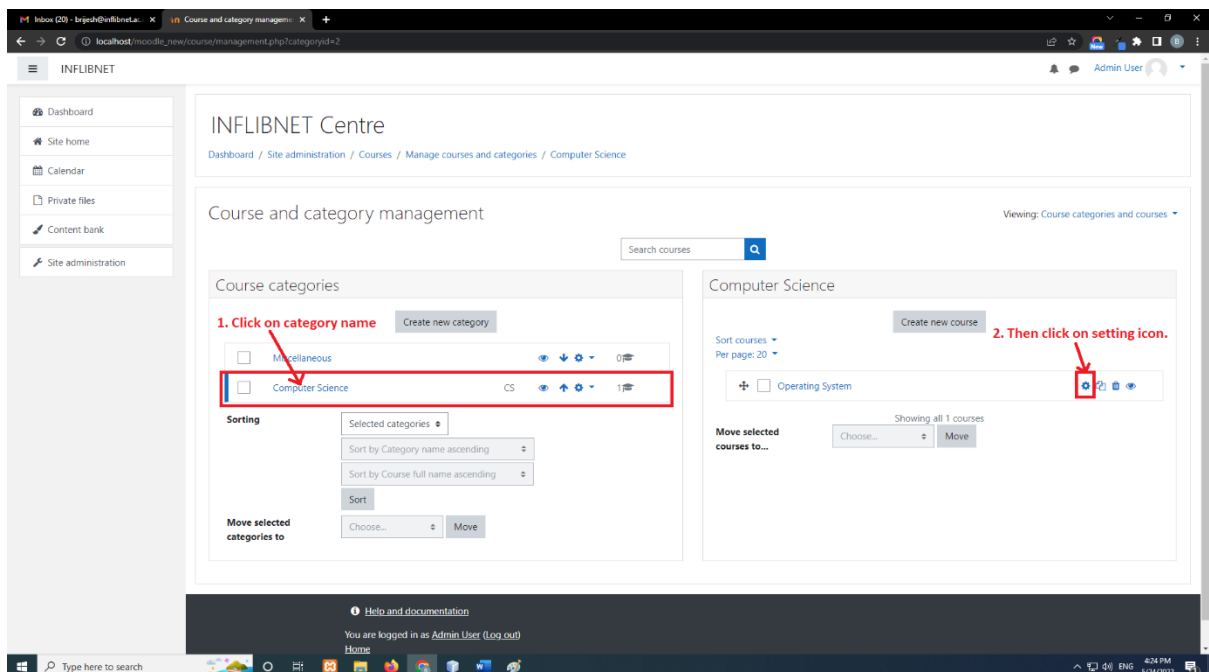 Inbox (20) - brijesh@inflibnet.ac.i
Course and category managemen
localhost/moodle_new/course/management.php?categoryid=2
New
B
INFLIBNET
Admin User
Dashboard
Site home
Calendar
Private files
Content bank
Site administration
INFLIBNET Centre
Dashboard / Site administration / Courses / Manage courses and categories / Computer Science
Course and category management
Viewing: Course categories and courses
Search courses
Course categories
1. Click on category name
Create new category
Miscellaneous
0
Computer Science
CS
1
Sorting
Selected categories
Sort by Category name ascending
Sort by Course full name ascending
Sort
Move selected
categories to
Choose...
Move
Computer Science
Create new course
2. Then click on setting icon.
Sort courses
Per page: 20
Operating System
Showing all 1 courses
Move selected
courses to...
Choose...
Move
Help and documentation
You are logged in as Admin User (Log out)
Home
Type here to search
ENG
4:24 PM
5/24/2022